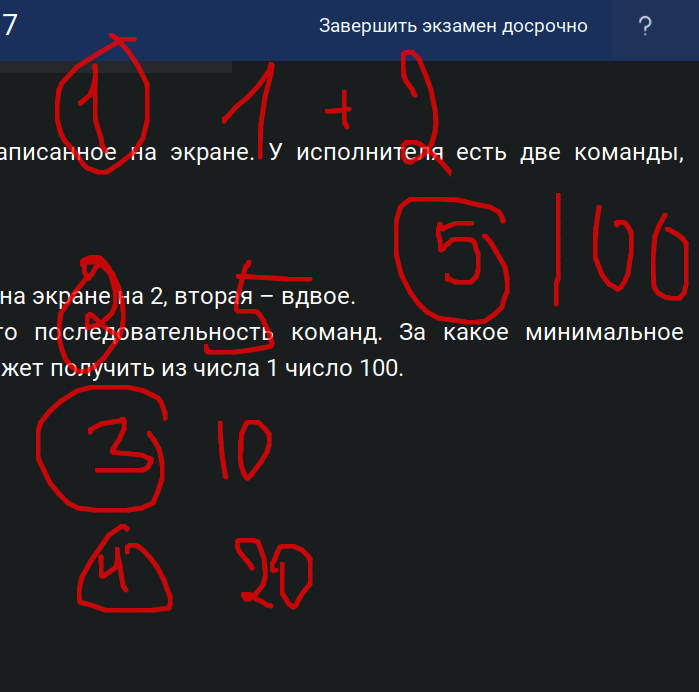 7 Завершить экзамен досрочно ?
1 1 + 2
аписанное на экране. У исполнителя есть две команды,
5 100
2 5
на экране на 2, вторая – вдвое.
го последовательность команд. За какое минимальное
жет получить из числа 1 число 100.
3 10
4 20